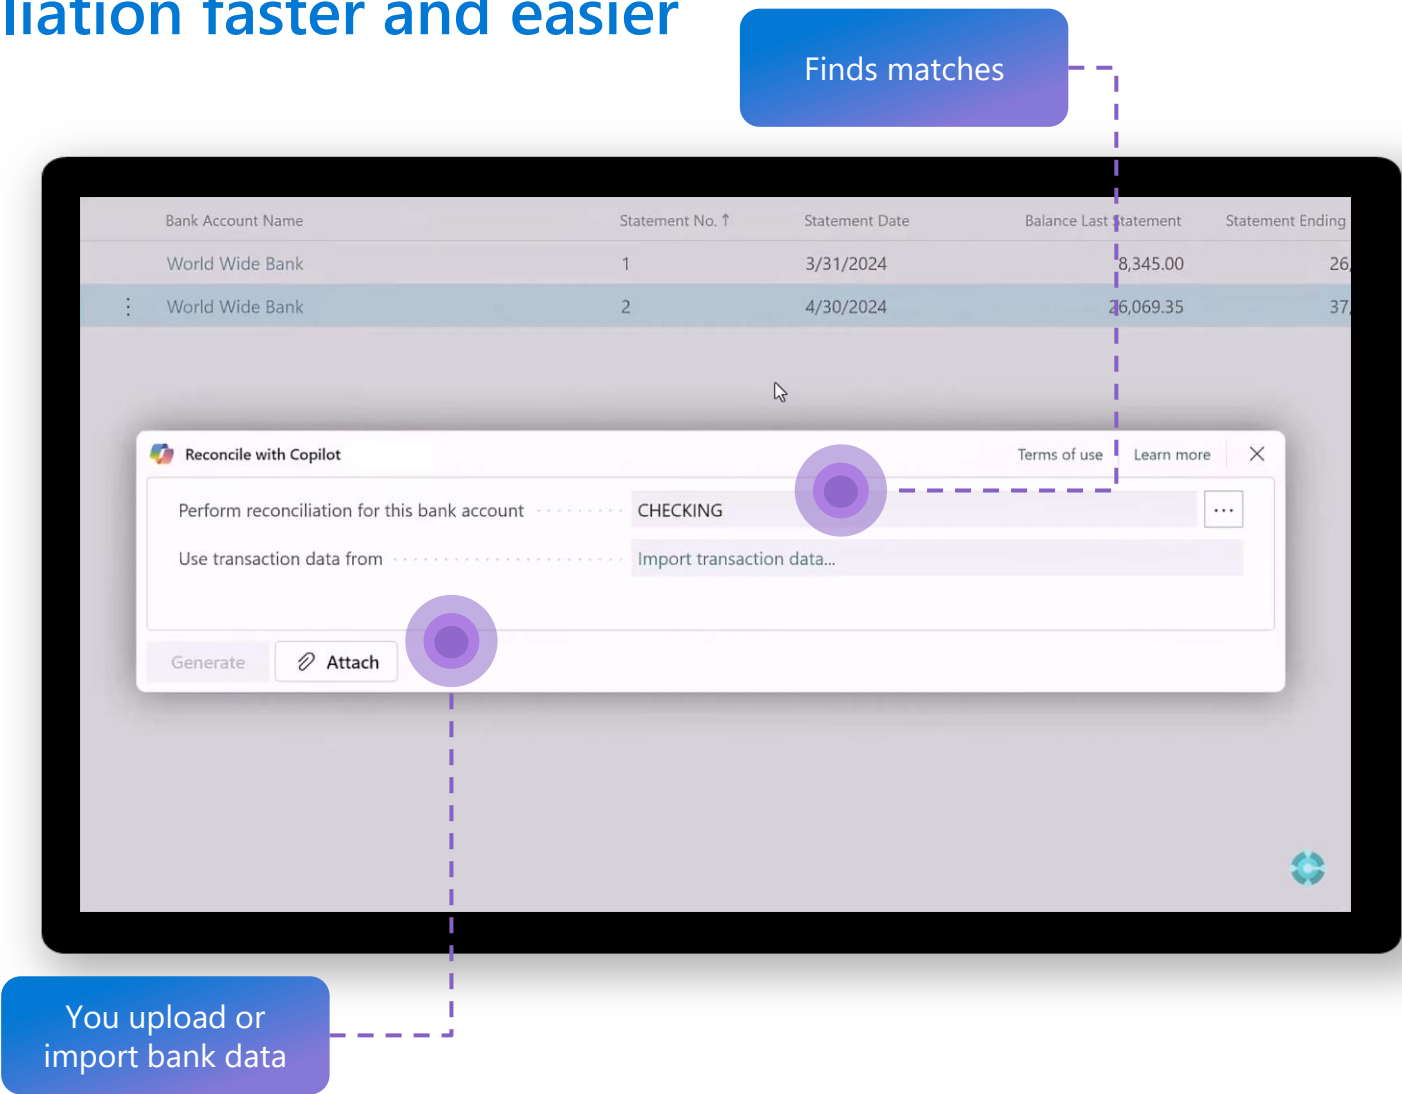 liation faster and easier
Finds matches
Bank Account Name Statement No. ↑ Statement Date Balance Last Statement Statement Ending
World Wide Bank 1 3/31/2024 8,345.00 26,
World Wide Bank 2 4/30/2024 26,069.35 37,
Reconcile with Copilot Terms of use Learn more
Perform reconciliation for this bank account CHECKING
Use transaction data from Import transaction data...
Generate Attach
You upload or
import bank data